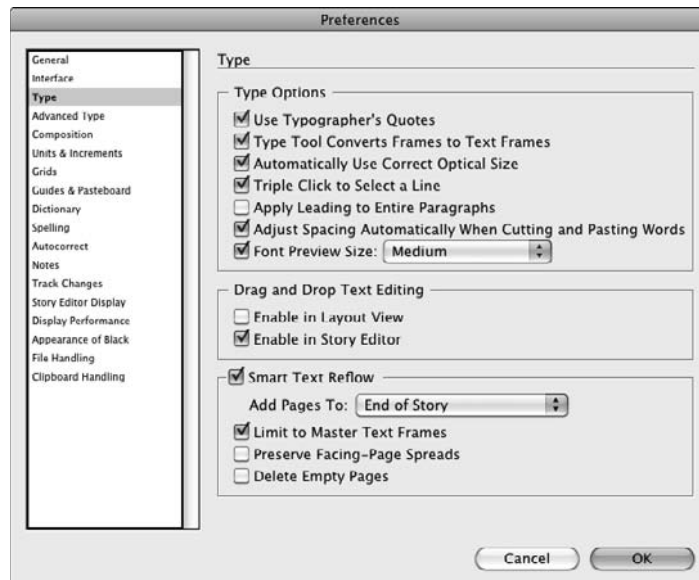 Preferences
General
Interface
Type
Advanced Type
Composition
Units & Increments
Grids
Guides & Pasteboard
Dictionary
Spelling
Autocorrect
Notes
Track Changes
Story Editor Display
Display Performance
Appearance of Black
File Handling
Clipboard Handling
Type
Type Options
Use Typographer's Quotes
Type Tool Converts Frames to Text Frames
Automatically Use Correct Optical Size
Triple Click to Select a Line
Apply Leading to Entire Paragraphs
Adjust Spacing Automatically When Cutting and Pasting Words
Font Preview Size: Medium
Drag and Drop Text Editing
Enable in Layout View
Enable in Story Editor
Smart Text Reflow
Add Pages To: End of Story
Limit to Master Text Frames
Preserve Facing-Page Spreads
Delete Empty Pages
Cancel OK